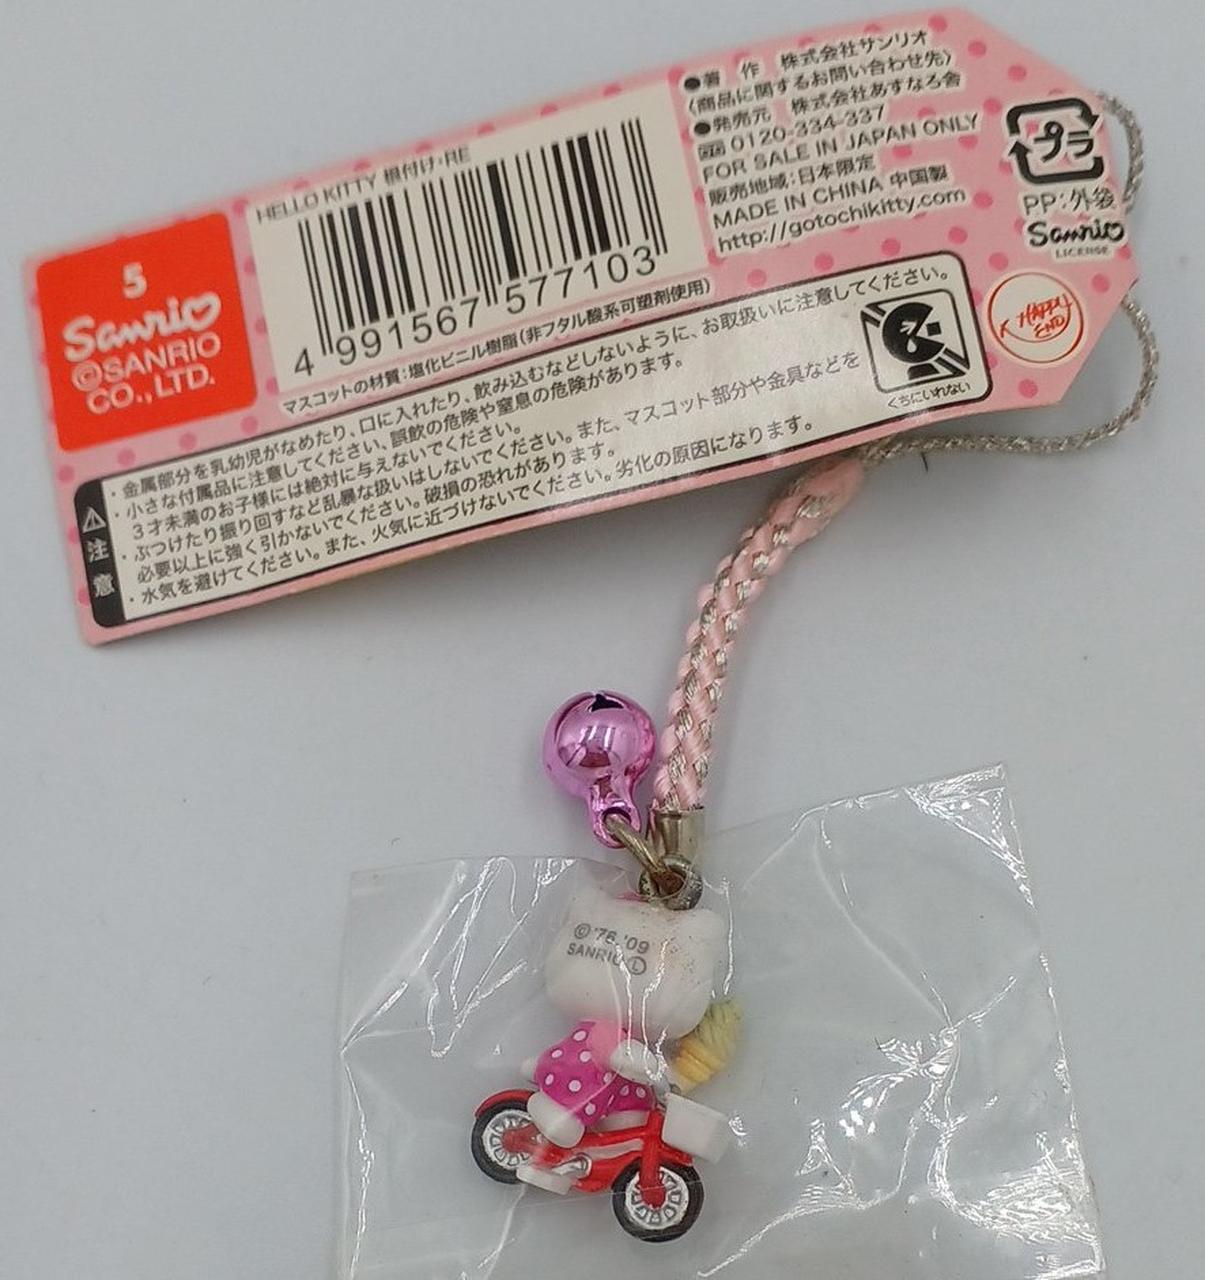 5
Sanrio
©SANRIO
CO.,LTD.
HELLO KITTY 根付け・RE
4 991567 577103
マスコットの材質:塩化ビニル樹脂(非フタル酸系可塑剤使用)
●著 作 株式会社サンリオ
(商品に関するお問い合わせ先)
●発売元 株式会社あすなろ舎
0120-334-337
FOR SALE IN JAPAN ONLY
販売地域:日本限定
MADE IN CHINA 中国製
http://gotochikitty.com
プラ
PP:外袋
Sanrio
LICENSE
HAPPY
END
注意
・金属部分を乳幼児がなめたり、口に入れたり、飲み込むなどしないように、お取扱いに注意してください。
・小さな付属品に注意してください。誤飲の危険や窒息の危険があります。
3才未満のお子様には絶対に与えないでください。
・ぶつけたり振り回すなど乱暴な扱いはしないでください。また、マスコット部分や金具などを
必要以上に強く引かないでください。破損の恐れがあります。
・水気を避けてください。また、火気に近づけないでください。劣化の原因になります。
くちにいれない
©'76,'09
SANRIO Ⓛ